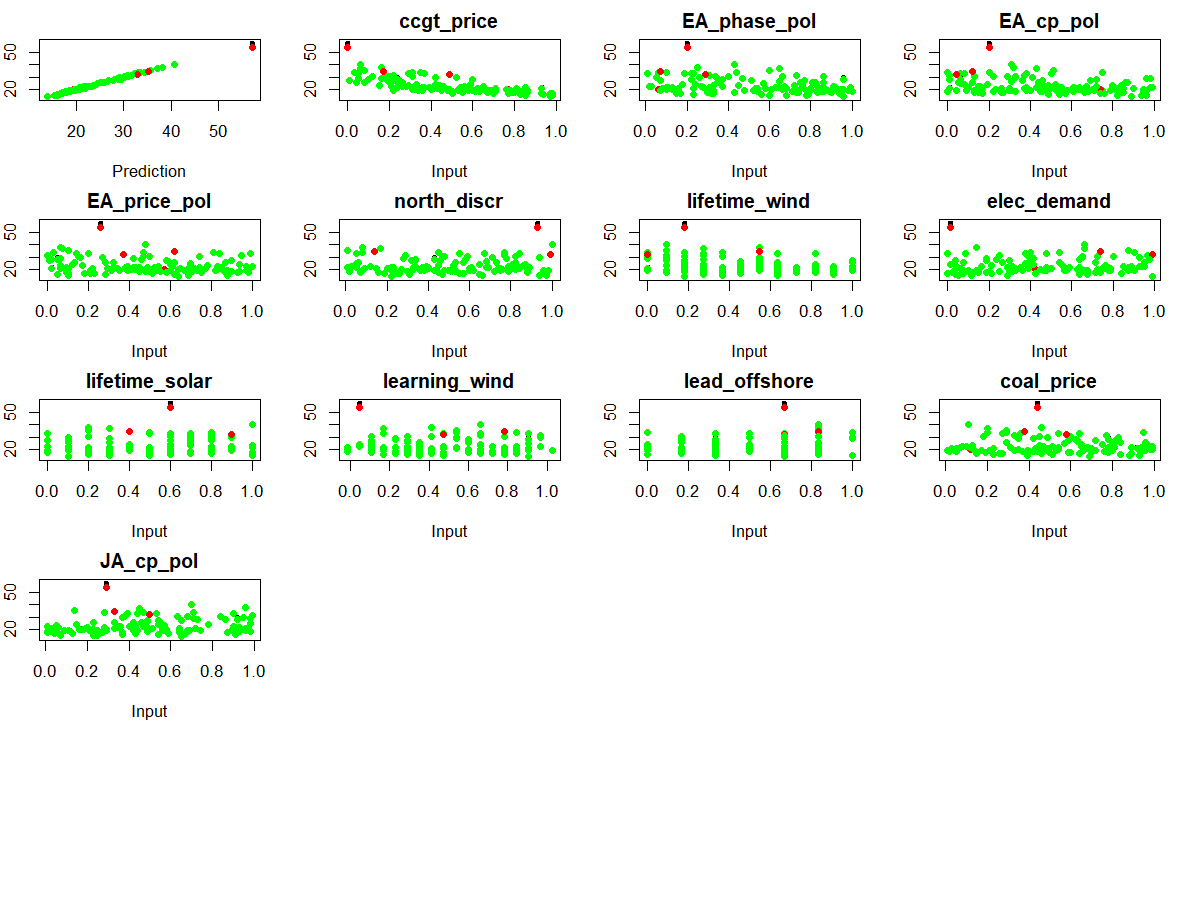 ccgt_price EA_phase_pol EA_cp_pol
50
20
20 30 40 50 0.0 0.2 0.4 0.6 0.8 1.0 0.0 0.2 0.4 0.6 0.8 1.0 0.0 0.2 0.4 0.6 0.8 1.0
Prediction Input Input Input
EA_price_pol north_discr lifetime_wind elec_demand
50 50 50 50
20 20 20 20
0.0 0.2 0.4 0.6 0.8 1.0 0.0 0.2 0.4 0.6 0.8 1.0 0.0 0.2 0.4 0.6 0.8 1.0 0.0 0.2 0.4 0.6 0.8 1.0
Input Input Input Input
lifetime_solar learning_wind lead_offshore coal_price
50 50 50 50
20 20 20 20
0.0 0.2 0.4 0.6 0.8 1.0 0.0 0.2 0.4 0.6 0.8 1.0 0.0 0.2 0.4 0.6 0.8 1.0 0.0 0.2 0.4 0.6 0.8 1.0
Input Input Input Input
JA_cp_pol
50
20
0.0 0.2 0.4 0.6 0.8 1.0
Input